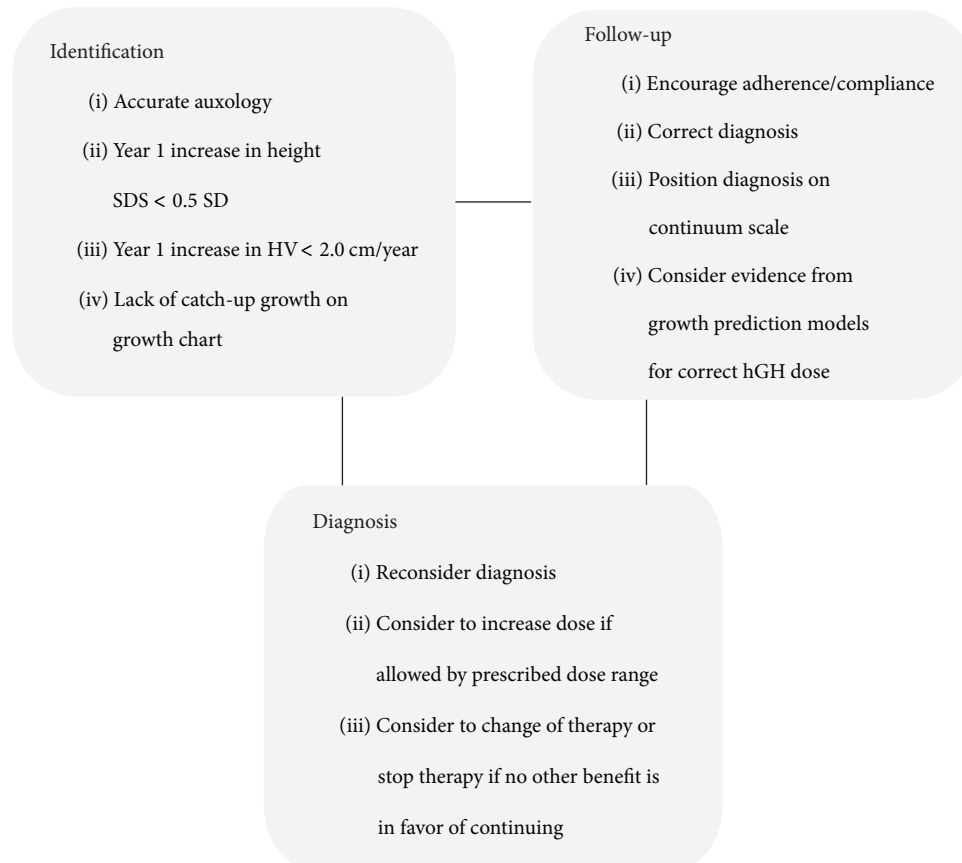 Identification
(i) Accurate auxology
(ii) Year 1 increase in height
SDS < 0.5 SD
(iii) Year 1 increase in HV < 2.0 cm/year
(iv) Lack of catch-up growth on
growth chart
Follow-up
(i) Encourage adherence/compliance
(ii) Correct diagnosis
(iii) Position diagnosis on
continuum scale
(iv) Consider evidence from
growth prediction models
for correct hGH dose
Diagnosis
(i) Reconsider diagnosis
(ii) Consider to increase dose if
allowed by prescribed dose range
(iii) Consider to change of therapy or
stop therapy if no other benefit is
in favor of continuing